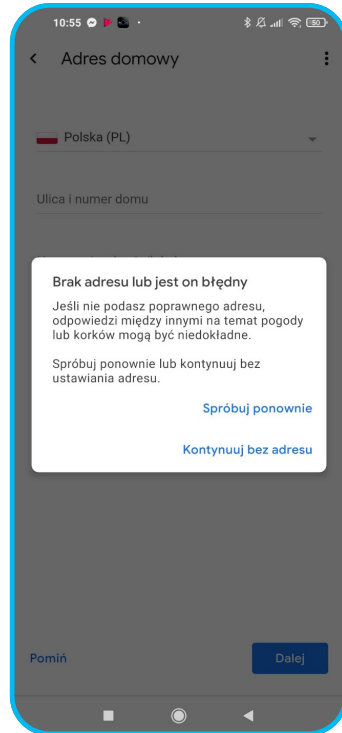 10:55
50
Adres domowy
Polska (PL)
Ulica i numer domu
Brak adresu lub jest on błędny
Jeśli nie podasz poprawnego adresu,
odpowiedzi między innymi na temat pogody
lub korków mogą być niedokładne.
Spróbuj ponownie lub kontynuuj bez
ustawiania adresu.
Spróbuj ponownie
Kontynuuj bez adresu
Pomiń
Dalej